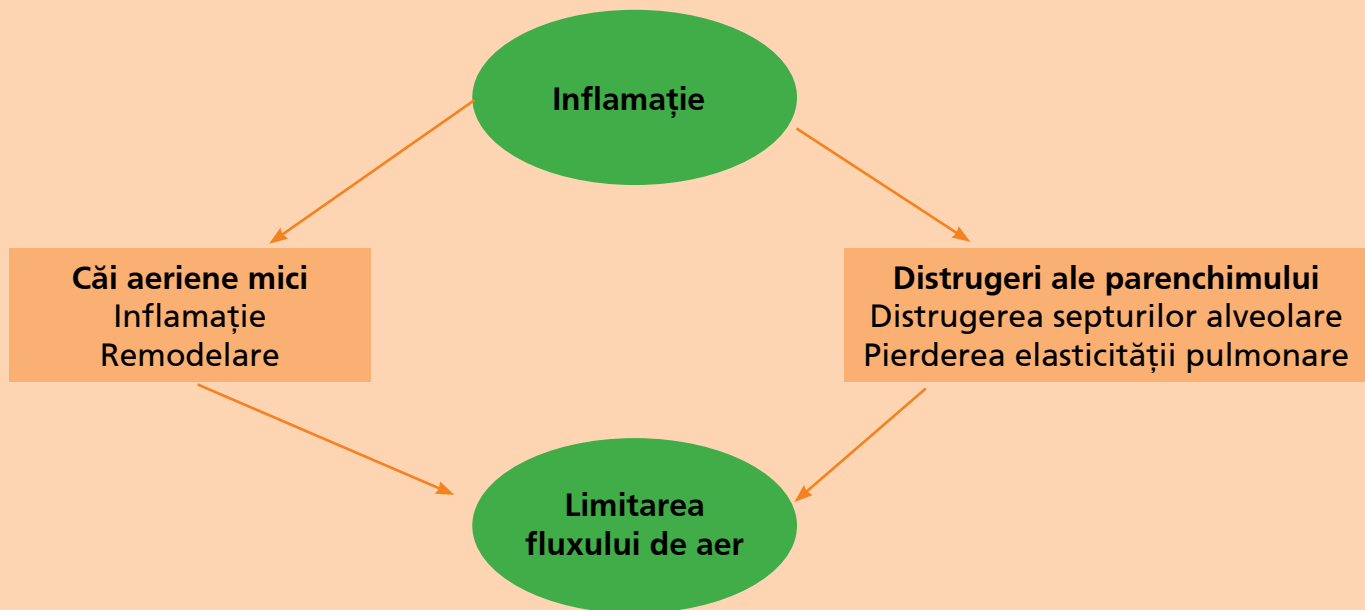 Inflamație
Căi aeriene mici
Inflamație
Remodelare
Distrugeri ale parenchimului
Distrugerea septurilor alveolare
Pierderea elasticității pulmonare
Limitarea
fluxului de aer